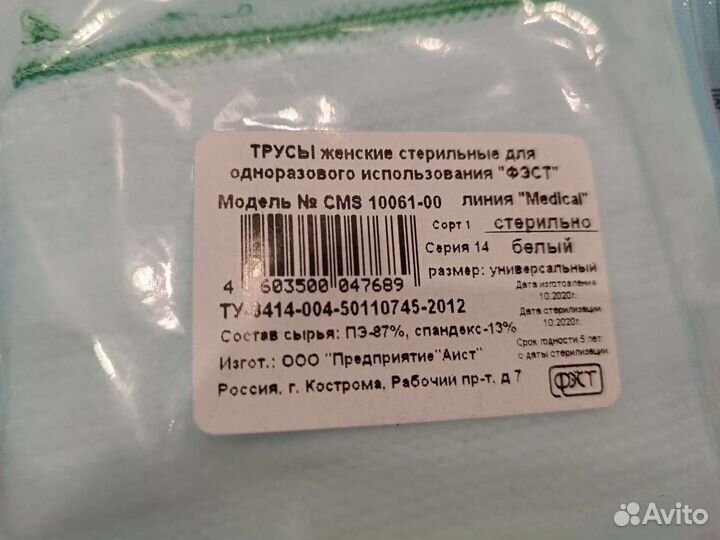 ТРУСЫ женские стерильные для
одноразового использования "ФЭСТ"
Модель № CMS 10061-00 линия "Medical"
Сорт 1 стерильно
Серия 14 белый
размер: универсальный
4 603500 047689
Дата изготовления
10.2020г.
ТУ-8414-004-50110745-2012
Дата стерилизации
10.2020г.
Состав сырья: ПЭ-87%, спандекс-13%
Срок годности 5 лет
с даты стерилизации
Изгот.: ООО "Предприятие"Аист"
Россия, г. Кострома, Рабочий пр-т, д 7
ФЭСТ
Avito